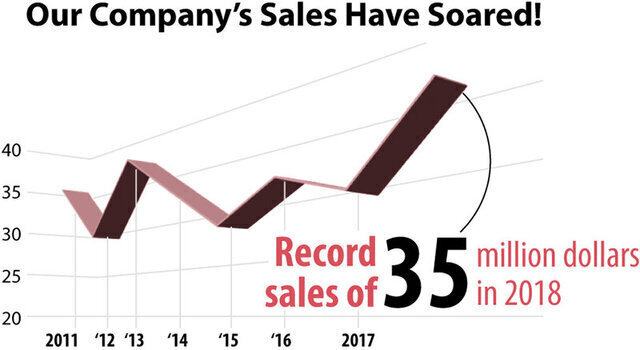 Our Company’s Sales Have Soared!
40
35
30
25
20
Record
sales of
35
million dollars
in 2018
2011 ‘12 ‘13 ‘14 ‘15 ‘16 2017